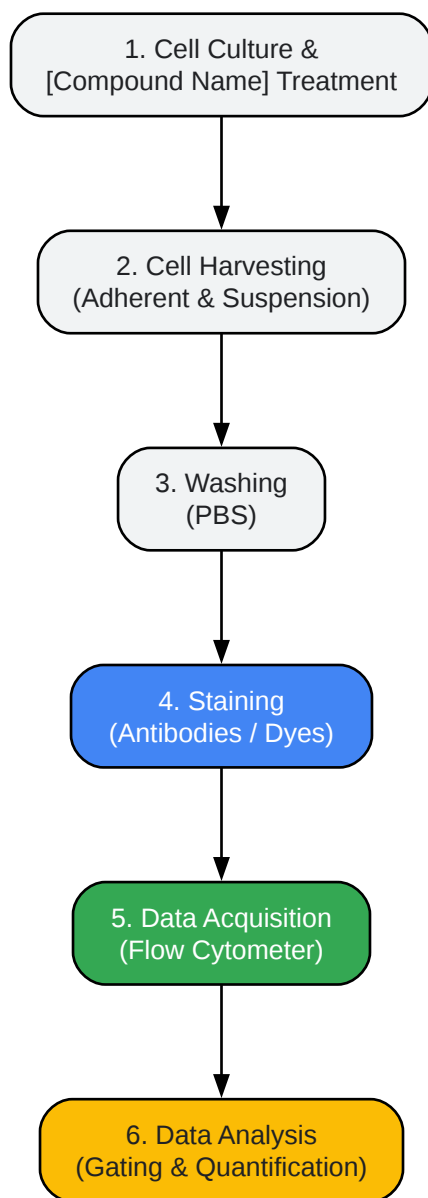 1. Cell Culture &
[Compound Name] Treatment
2. Cell Harvesting
(Adherent & Suspension)
3. Washing
(PBS)
4. Staining
(Antibodies / Dyes)
5. Data Acquisition
(Flow Cytometer)
6. Data Analysis
(Gating & Quantification)